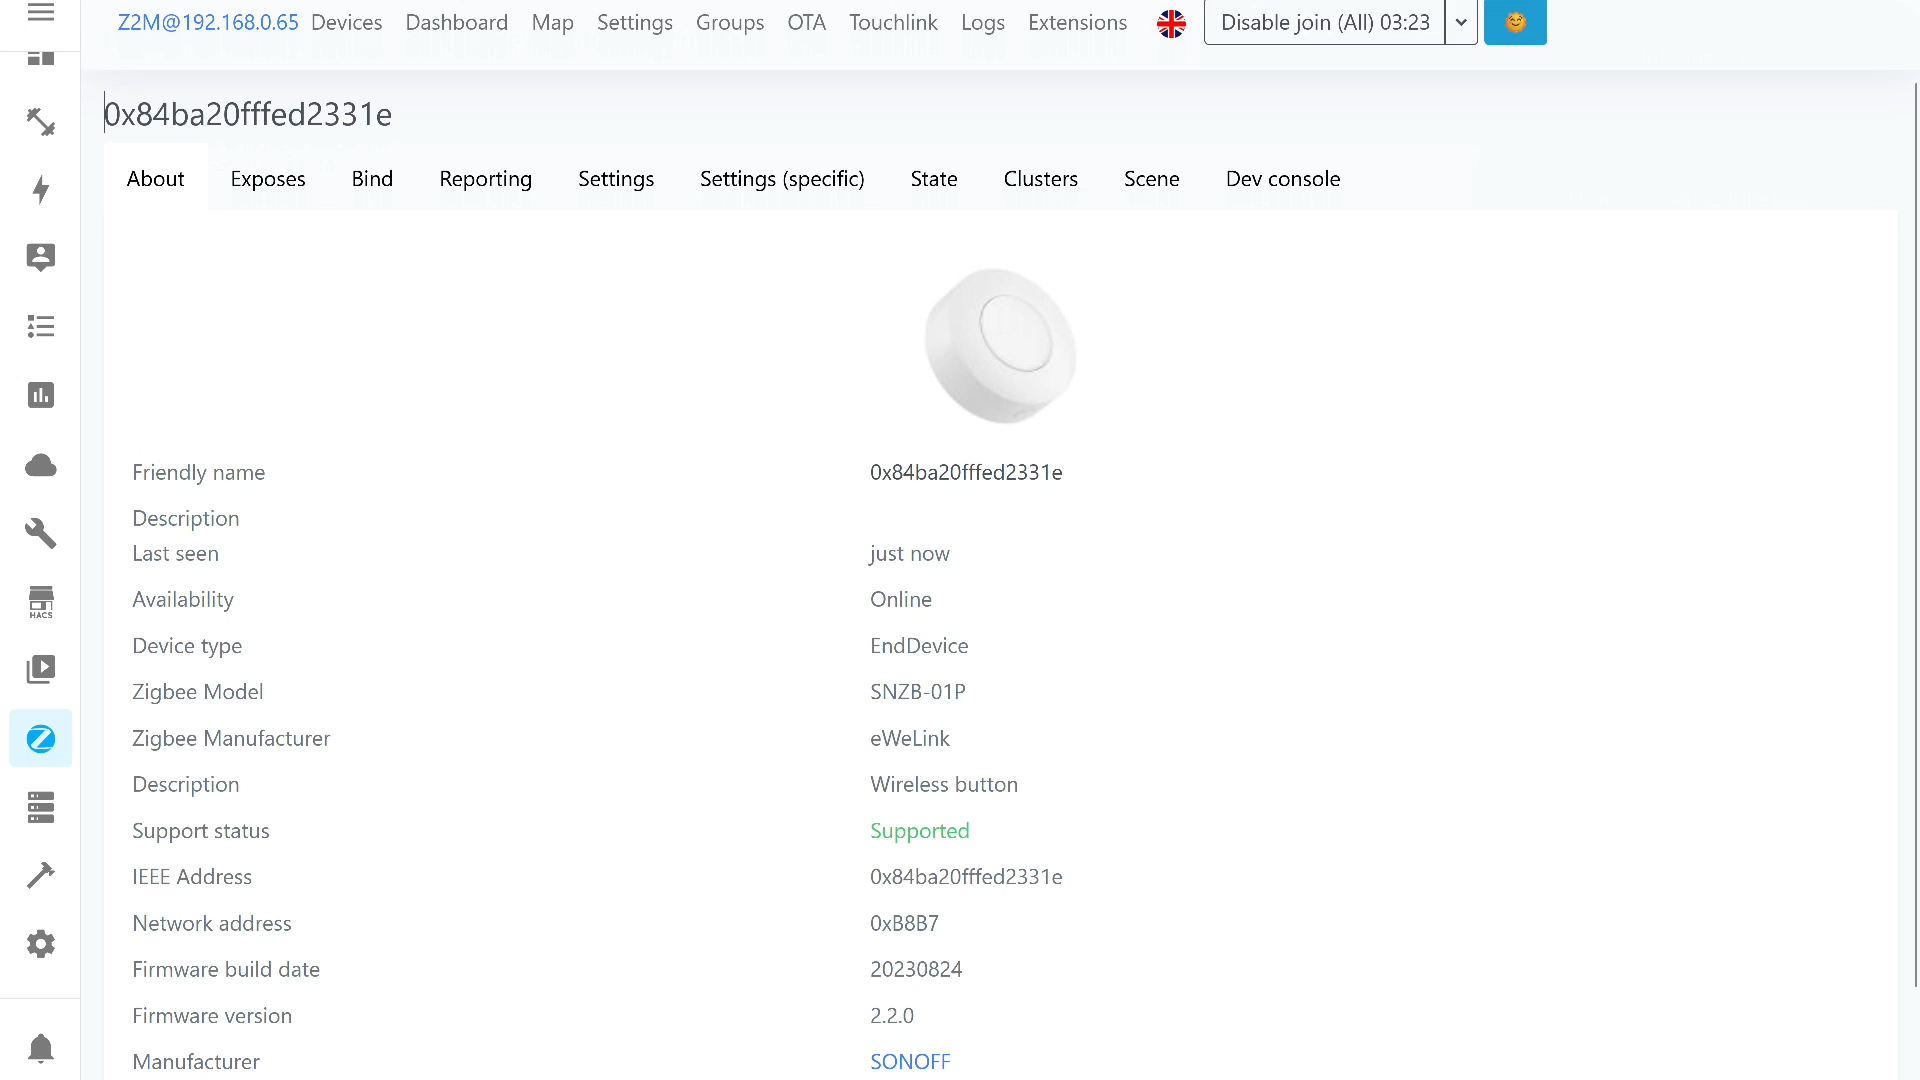 Z2M@192.168.0.65 Devices Dashboard Map Settings Groups OTA Touchlink Logs Extensions Disable join (All) 03:23
0x84ba20fffed2331e
About Exposes Bind Reporting Settings Settings (specific) State Clusters Scene Dev console
Friendly name 0x84ba20fffed2331e
Description
Last seen just now
Availability Online
Device type EndDevice
Zigbee Model SNZB-01P
Zigbee Manufacturer eWeLink
Description Wireless button
Support status Supported
IEEE Address 0x84ba20fffed2331e
Network address 0xB8B7
Firmware build date 20230824
Firmware version 2.2.0
Manufacturer SONOFF
HACS